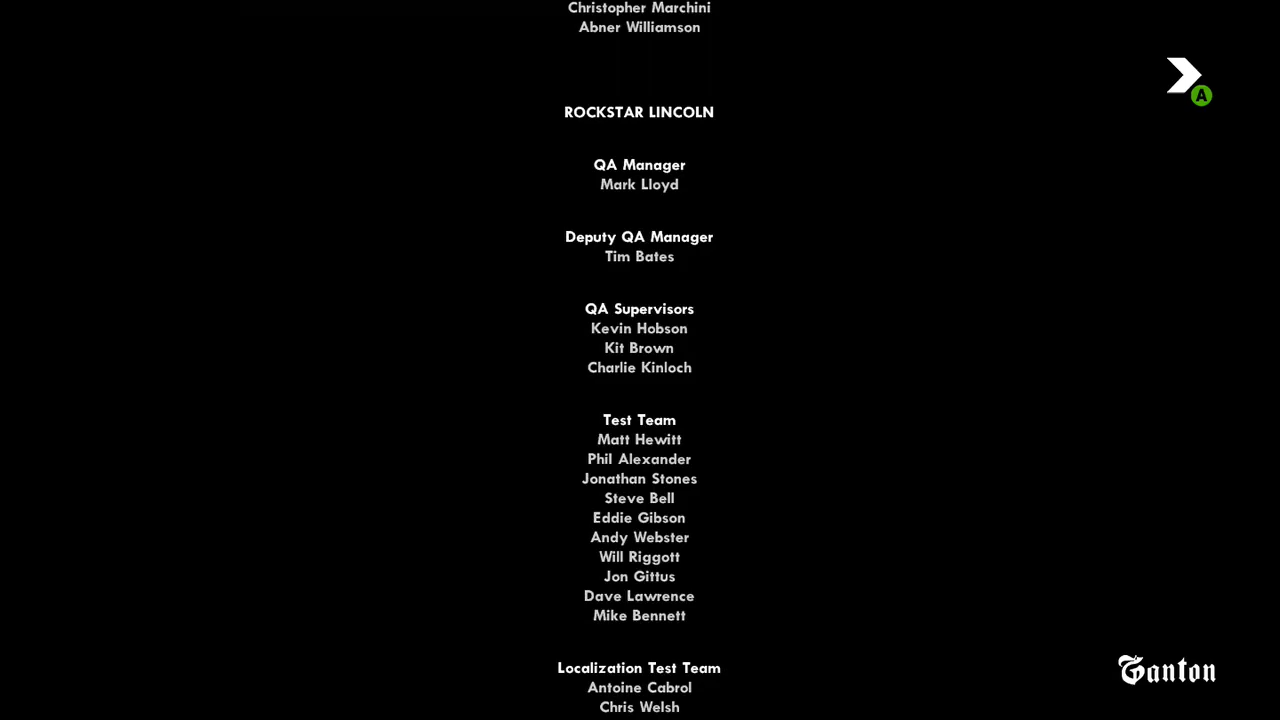 Christopher Marchini
Abner Williamson
A
ROCKSTAR LINCOLN
QA Manager
Mark Lloyd
Deputy QA Manager
Tim Bates
QA Supervisors
Kevin Hobson
Kit Brown
Charlie Kinloch
Test Team
Matt Hewitt
Phil Alexander
Jonathan Stones
Steve Bell
Eddie Gibson
Andy Webster
Will Riggott
Jon Gittus
Dave Lawrence
Mike Bennett
Localization Test Team
Antoine Cabrol
Chris Welsh
Ganton